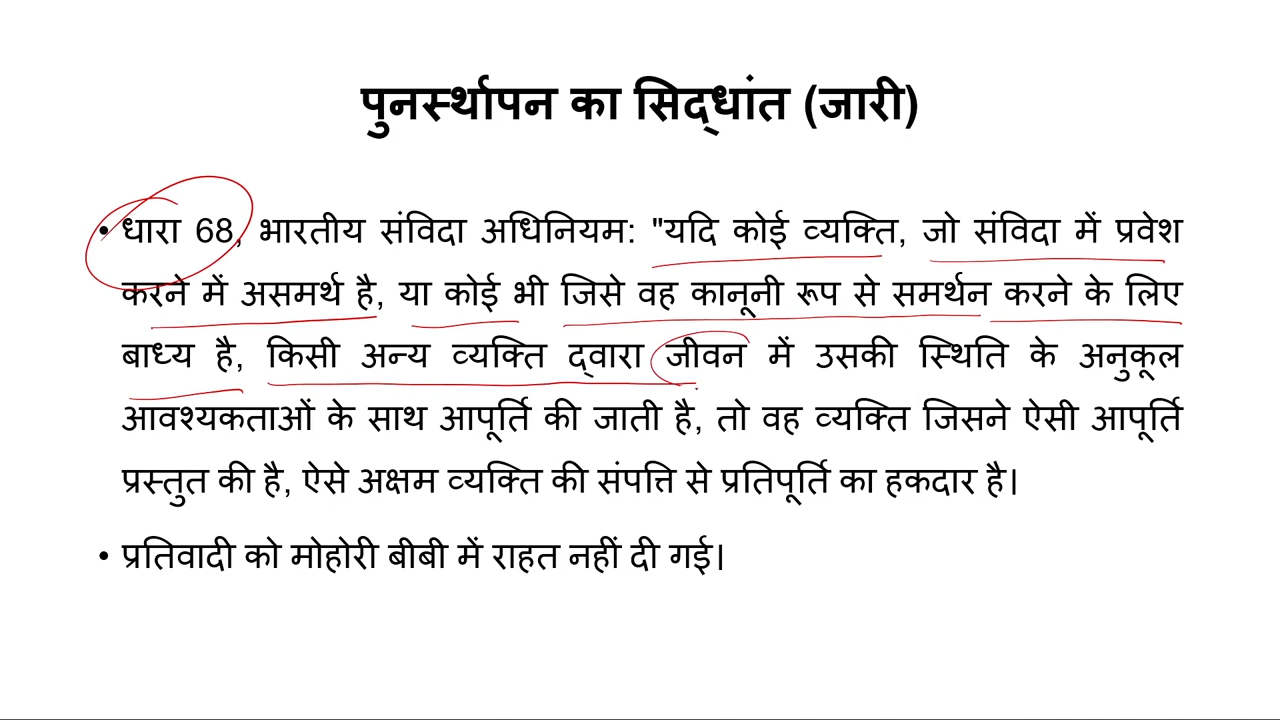 पुनर्स्थापन का सिद्धांत (जारी)
• धारा 68, भारतीय संविदा अधिनियम: "यदि कोई व्यक्ति, जो संविदा में प्रवेश
करने में असमर्थ है, या कोई भी जिसे वह कानूनी रूप से समर्थन करने के लिए
बाध्य है, किसी अन्य व्यक्ति द्वारा जीवन में उसकी स्थिति के अनुकूल
आवश्यकताओं के साथ आपूर्ति की जाती है, तो वह व्यक्ति जिसने ऐसी आपूर्ति
प्रस्तुत की है, ऐसे अक्षम व्यक्ति की संपत्ति से प्रतिपूर्ति का हकदार है।
• प्रतिवादी को मोहोरी बीबी में राहत नहीं दी गई।